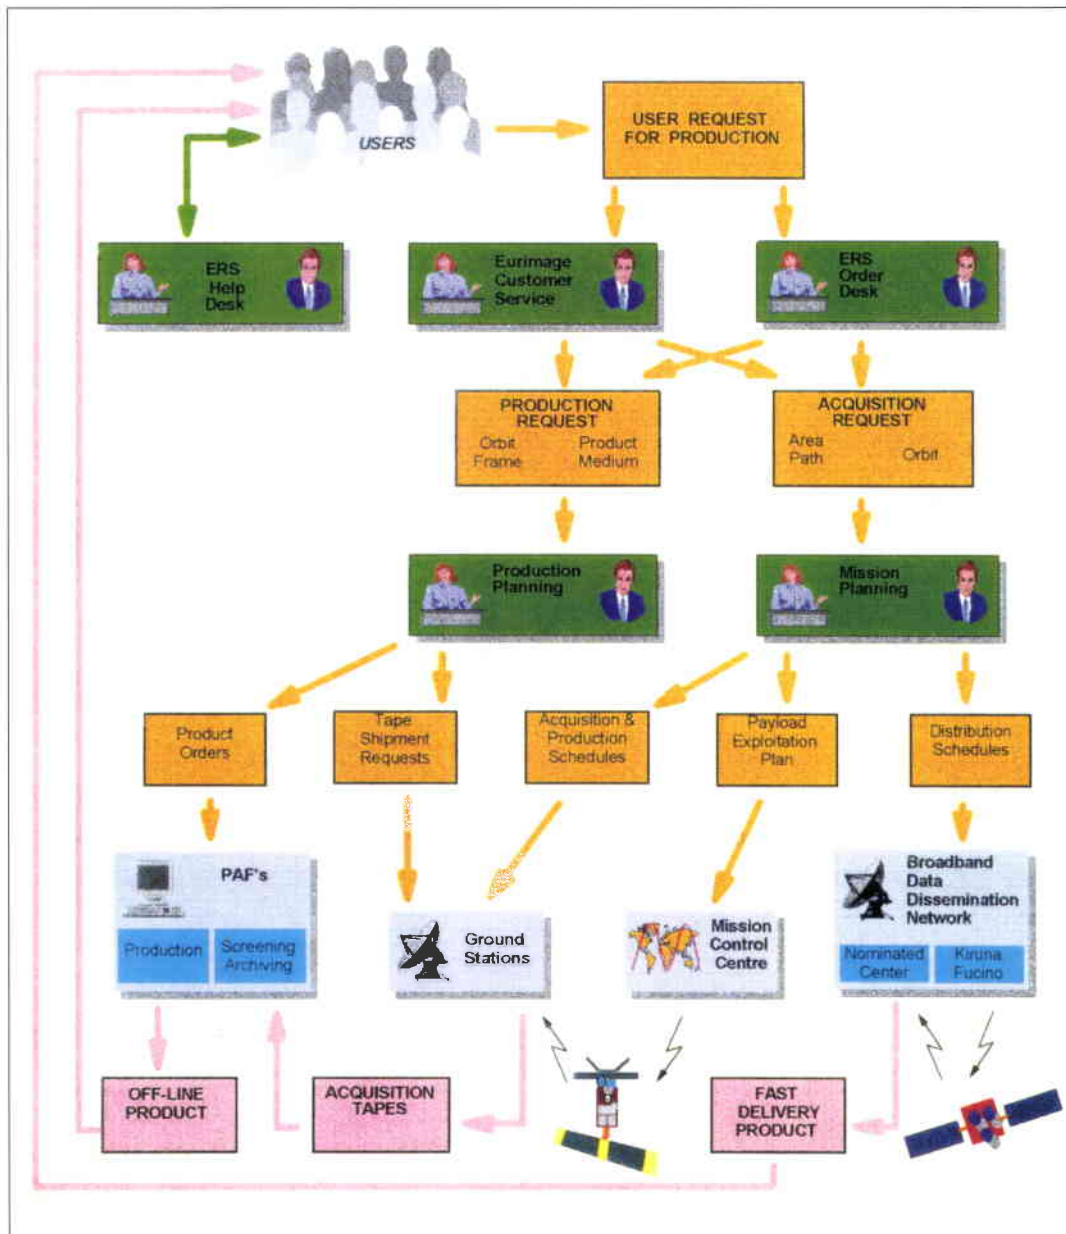 USERS
USER REQUEST
FOR PRODUCTION
ERS
Help
Desk
Eurimage
Customer
Service
ERS
Order
Desk
PRODUCTION
REQUEST
Orbit Product
Frame Medium
ACQUISITION
REQUEST
Area
Path
Orbit
Production
Planning
Mission
Planning
Product
Orders
Tape
Shipment
Requests
Acquisition &
Production
Schedules
Payload
Exploitation
Plan
Distribution
Schedules
PAF's
Production
Screening
Archiving
Ground
Stations
Mission
Control
Centre
Broadband
Data
Dissemination
Network
Nominated
Center
Kiruna
Fucino
OFF-LINE
PRODUCT
ACQUISITION
TAPES
FAST
DELIVERY
PRODUCT